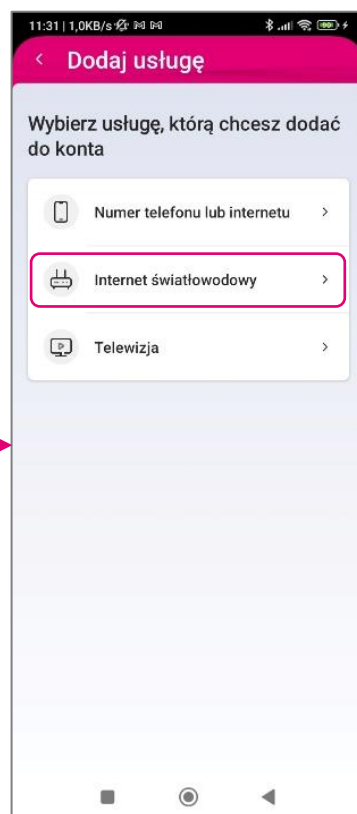 11:31 | 1,0KB/s
Dodaj usługę
Wybierz usługę, którą chcesz dodać
do konta
Numer telefonu lub internetu
Internet światłowodowy
Telewizja